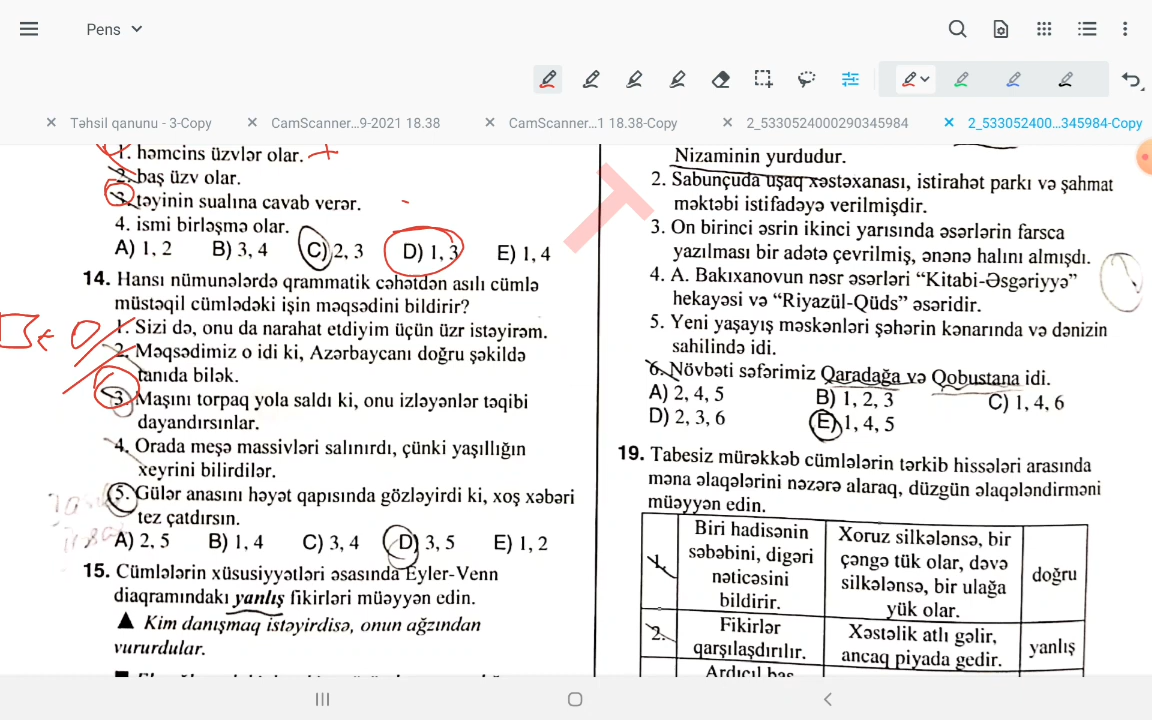 Pens
Təhsil qanunu - 3-Copy
CamScanner...9-2021 18.38
CamScanner...1 18.38-Copy
2_5330524000290345984
2_533052400...345984-Copy
1. həmcins üzvlər olar.
2. baş üzv olar.
3. təyinin sualına cavab verər.
4. ismi birləşmə olar.
A) 1, 2 B) 3, 4 C) 2, 3 D) 1, 3 E) 1, 4
14. Hansı nümunələrdə qrammatik cəhətdən asılı cümlə
müstəqil cümlədəki işin məqsədini bildirir?
1. Sizi də, onu da narahat etdiyim üçün üzr istəyirəm.
2. Məqsədimiz o idi ki, Azərbaycanı doğru şəkildə
tanıda bilək.
3. Maşını torpaq yola saldı ki, onu izləyənlər təqibi
dayandırsınlar.
4. Orada meşə massivləri salınırdı, çünki yaşıllığın
xeyrini bilirdilər.
5. Gülər anasını həyət qapısında gözləyirdi ki, xoş xəbəri
tez çatdırsın.
A) 2, 5 B) 1, 4 C) 3, 4 D) 3, 5 E) 1, 2
15. Cümlələrin xüsusiyyətləri əsasında Eyler-Venn
diaqramındakı yanlış fikirləri müəyyən edin.
▲ Kim danışmaq istəyirdisə, onun ağzından
vururdular.
Nizaminin yurdudur.
2. Sabunçuda uşaq xəstəxanası, istirahət parkı və şahmat
məktəbi istifadəyə verilmişdir.
3. On birinci əsrin ikinci yarısında əsərlərin farsca
yazılması bir adətə çevrilmiş, ənənə halını almışdı.
4. A. Bakıxanovun nəsr əsərləri “Kitabi-Əsgəriyyə”
hekayəsi və “Riyazül-Qüds” əsəridir.
5. Yeni yaşayış məskənləri şəhərin kənarında və dənizin
sahilində idi.
6. Növbəti səfərimiz Qaradağa və Qobustana idi.
A) 2, 4, 5 B) 1, 2, 3 C) 1, 4, 6
D) 2, 3, 6 E) 1, 4, 5
19. Tabesiz mürəkkəb cümlələrin tərkib hissələri arasında
məna əlaqələrini nəzərə alaraq, düzgün əlaqələndirməni
müəyyən edin.
1. Biri hadisənin səbəbini, digəri nəticəsini bildirir. Xoruz silkələnsə, bir çəngə tük olar, dəvə silkələnsə, bir ulağa yük olar. doğru
2. Fikirlər qarşılaşdırılır. Xəstəlik atlı gəlir, ancaq piyada gedir. yanlış
Ardıcıl baş